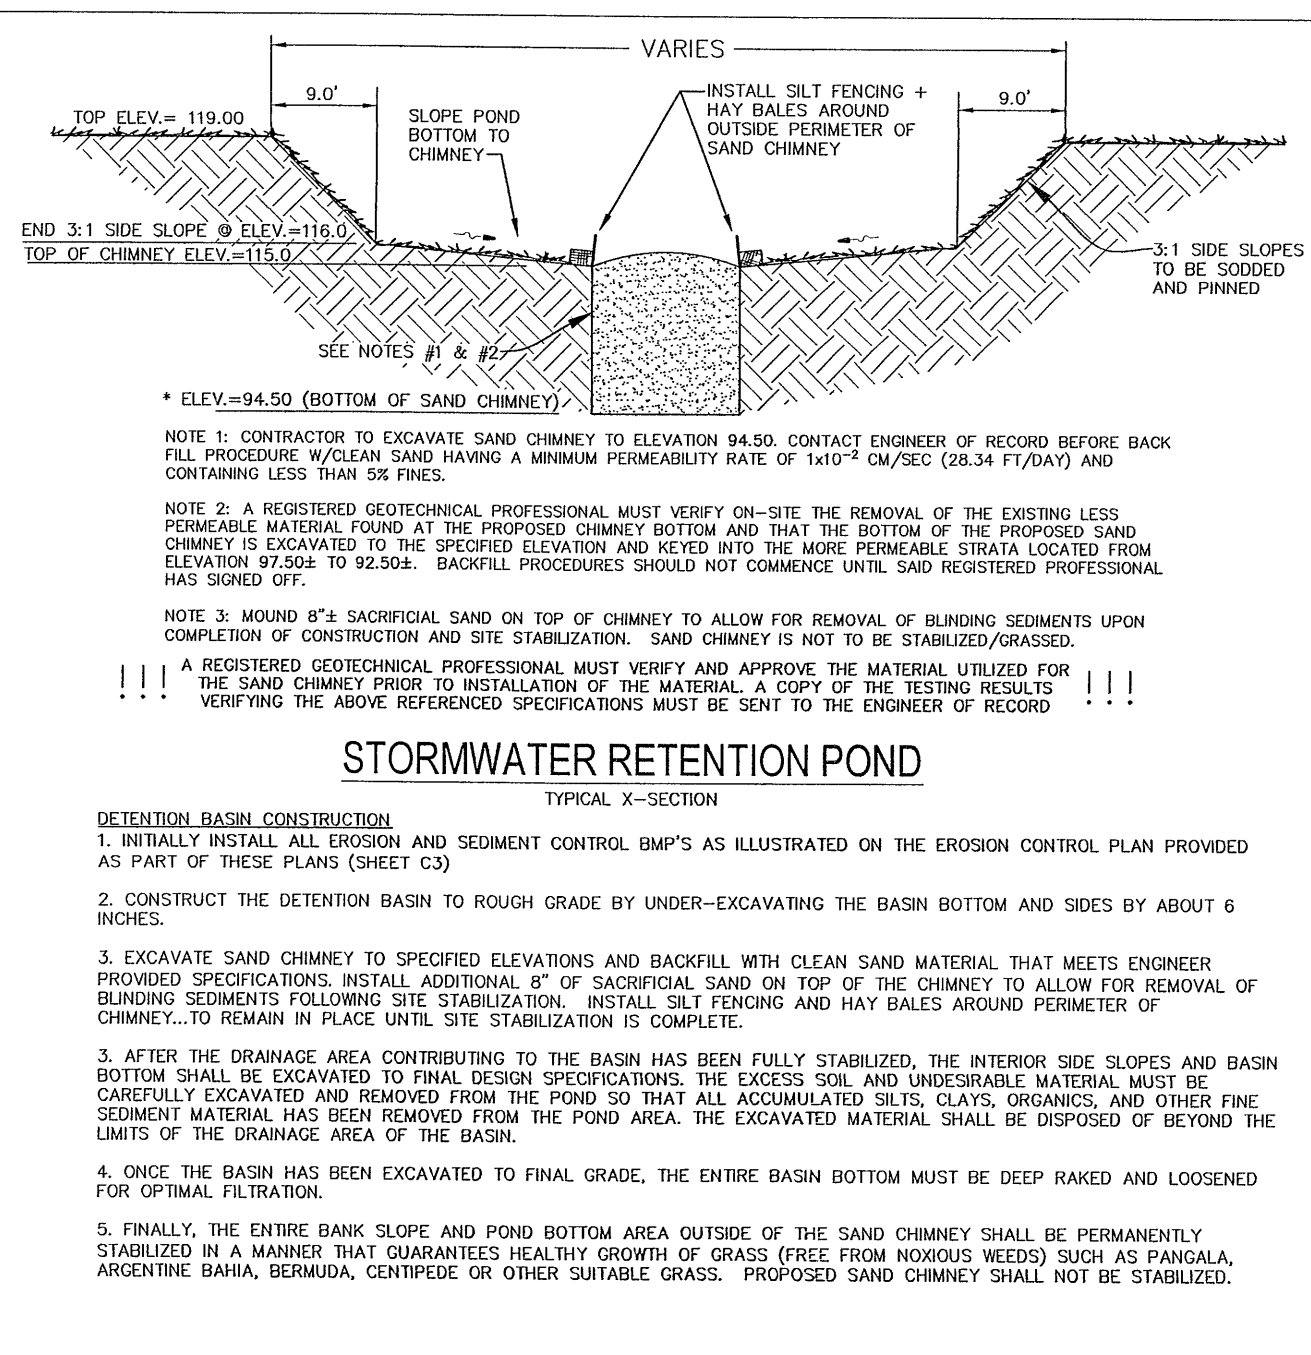 VARIES
9.0'
9.0'
TOP ELEV.= 119.00
SLOPE POND
BOTTOM TO
CHIMNEY
INSTALL SILT FENCING +
HAY BALES AROUND
OUTSIDE PERIMETER OF
SAND CHIMNEY
END 3:1 SIDE SLOPE @ ELEV.=116.0
TOP OF CHIMNEY ELEV.=115.0
3:1 SIDE SLOPES
TO BE SODDED
AND PINNED
SEE NOTES #1 & #2
* ELEV.=94.50 (BOTTOM OF SAND CHIMNEY)
NOTE 1: CONTRACTOR TO EXCAVATE SAND CHIMNEY TO ELEVATION 94.50. CONTACT ENGINEER OF RECORD BEFORE BACK
FILL PROCEDURE W/CLEAN SAND HAVING A MINIMUM PERMEABILITY RATE OF 1x10⁻² CM/SEC (28.34 FT/DAY) AND
CONTAINING LESS THAN 5% FINES.
NOTE 2: A REGISTERED GEOTECHNICAL PROFESSIONAL MUST VERIFY ON-SITE THE REMOVAL OF THE EXISTING LESS
PERMEABLE MATERIAL FOUND AT THE PROPOSED CHIMNEY BOTTOM AND THAT THE BOTTOM OF THE PROPOSED SAND
CHIMNEY IS EXCAVATED TO THE SPECIFIED ELEVATION AND KEYED INTO THE MORE PERMEABLE STRATA LOCATED FROM
ELEVATION 97.50± TO 92.50±. BACKFILL PROCEDURES SHOULD NOT COMMENCE UNTIL SAID REGISTERED PROFESSIONAL
HAS SIGNED OFF.
NOTE 3: MOUND 8"± SACRIFICIAL SAND ON TOP OF CHIMNEY TO ALLOW FOR REMOVAL OF BLINDING SEDIMENTS UPON
COMPLETION OF CONSTRUCTION AND SITE STABILIZATION. SAND CHIMNEY IS NOT TO BE STABILIZED/GRASSED.
!!! A REGISTERED GEOTECHNICAL PROFESSIONAL MUST VERIFY AND APPROVE THE MATERIAL UTILIZED FOR
THE SAND CHIMNEY PRIOR TO INSTALLATION OF THE MATERIAL. A COPY OF THE TESTING RESULTS !!!
VERIFYING THE ABOVE REFERENCED SPECIFICATIONS MUST BE SENT TO THE ENGINEER OF RECORD
STORMWATER RETENTION POND
TYPICAL X-SECTION
DETENTION BASIN CONSTRUCTION
1. INITIALLY INSTALL ALL EROSION AND SEDIMENT CONTROL BMP'S AS ILLUSTRATED ON THE EROSION CONTROL PLAN PROVIDED
AS PART OF THESE PLANS (SHEET C3)
2. CONSTRUCT THE DETENTION BASIN TO ROUGH GRADE BY UNDER-EXCAVATING THE BASIN BOTTOM AND SIDES BY ABOUT 6
INCHES.
3. EXCAVATE SAND CHIMNEY TO SPECIFIED ELEVATIONS AND BACKFILL WITH CLEAN SAND MATERIAL THAT MEETS ENGINEER
PROVIDED SPECIFICATIONS. INSTALL ADDITIONAL 8" OF SACRIFICIAL SAND ON TOP OF THE CHIMNEY TO ALLOW FOR REMOVAL OF
BLINDING SEDIMENTS FOLLOWING SITE STABILIZATION. INSTALL SILT FENCING AND HAY BALES AROUND PERIMETER OF
CHIMNEY...TO REMAIN IN PLACE UNTIL SITE STABILIZATION IS COMPLETE.
3. AFTER THE DRAINAGE AREA CONTRIBUTING TO THE BASIN HAS BEEN FULLY STABILIZED, THE INTERIOR SIDE SLOPES AND BASIN
BOTTOM SHALL BE EXCAVATED TO FINAL DESIGN SPECIFICATIONS. THE EXCESS SOIL AND UNDESIRABLE MATERIAL MUST BE
CAREFULLY EXCAVATED AND REMOVED FROM THE POND SO THAT ALL ACCUMULATED SILTS, CLAYS, ORGANICS, AND OTHER FINE
SEDIMENT MATERIAL HAS BEEN REMOVED FROM THE POND AREA. THE EXCAVATED MATERIAL SHALL BE DISPOSED OF BEYOND THE
LIMITS OF THE DRAINAGE AREA OF THE BASIN.
4. ONCE THE BASIN HAS BEEN EXCAVATED TO FINAL GRADE, THE ENTIRE BASIN BOTTOM MUST BE DEEP RAKED AND LOOSENED
FOR OPTIMAL FILTRATION.
5. FINALLY, THE ENTIRE BANK SLOPE AND POND BOTTOM AREA OUTSIDE OF THE SAND CHIMNEY SHALL BE PERMANENTLY
STABILIZED IN A MANNER THAT GUARANTEES HEALTHY GROWTH OF GRASS (FREE FROM NOXIOUS WEEDS) SUCH AS PANGALA,
ARGENTINE BAHIA, BERMUDA, CENTIPEDE OR OTHER SUITABLE GRASS. PROPOSED SAND CHIMNEY SHALL NOT BE STABILIZED.